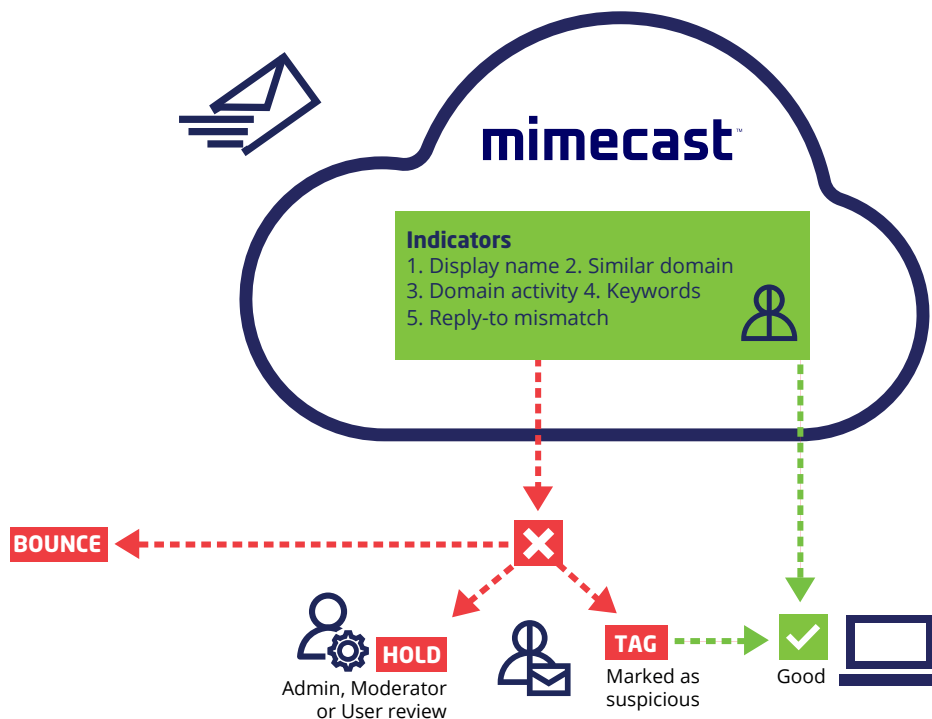 mimecast™
Indicators
1. Display name 2. Similar domain
3. Domain activity 4. Keywords
5. Reply-to mismatch
BOUNCE
HOLD
Admin, Moderator
or User review
TAG
Marked as
suspicious
Good